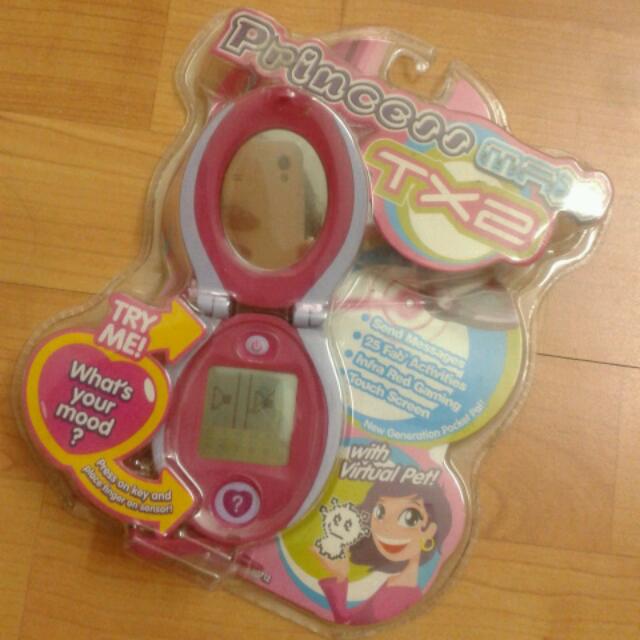 Princess
TX2
TRY
ME!
What's
your
mood
?
Press on key and
place finger on sensor!
• Send Messages
• 25 Fab Activities
• Infra Red Gaming
• Touch Screen
New Generation Pocket Pal!
with
Virtual Pet!
?